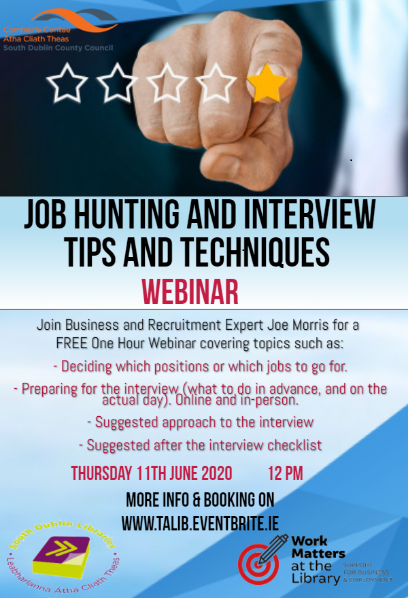 Comhairle Contae
Átha Cliath Theas
South Dublin County Council
JOB HUNTING AND INTERVIEW
TIPS AND TECHNIQUES
WEBINAR
Join Business and Recruitment Expert Joe Morris for a
FREE One Hour Webinar covering topics such as:
- Deciding which positions or which jobs to go for.
- Preparing for the interview (what to do in advance, and on the
actual day). Online and in-person.
- Suggested approach to the interview
- Suggested after the interview checklist
THURSDAY 11TH JUNE 2020 12 PM
MORE INFO & BOOKING ON
WWW.TALIB.EVENTBRITE.IE
South Dublin Libraries
Leabharlanna Átha Cliath Theas
Work
Matters
at the
Library
SUPPORT
FOR BUSINESS
& EMPLOYMENT